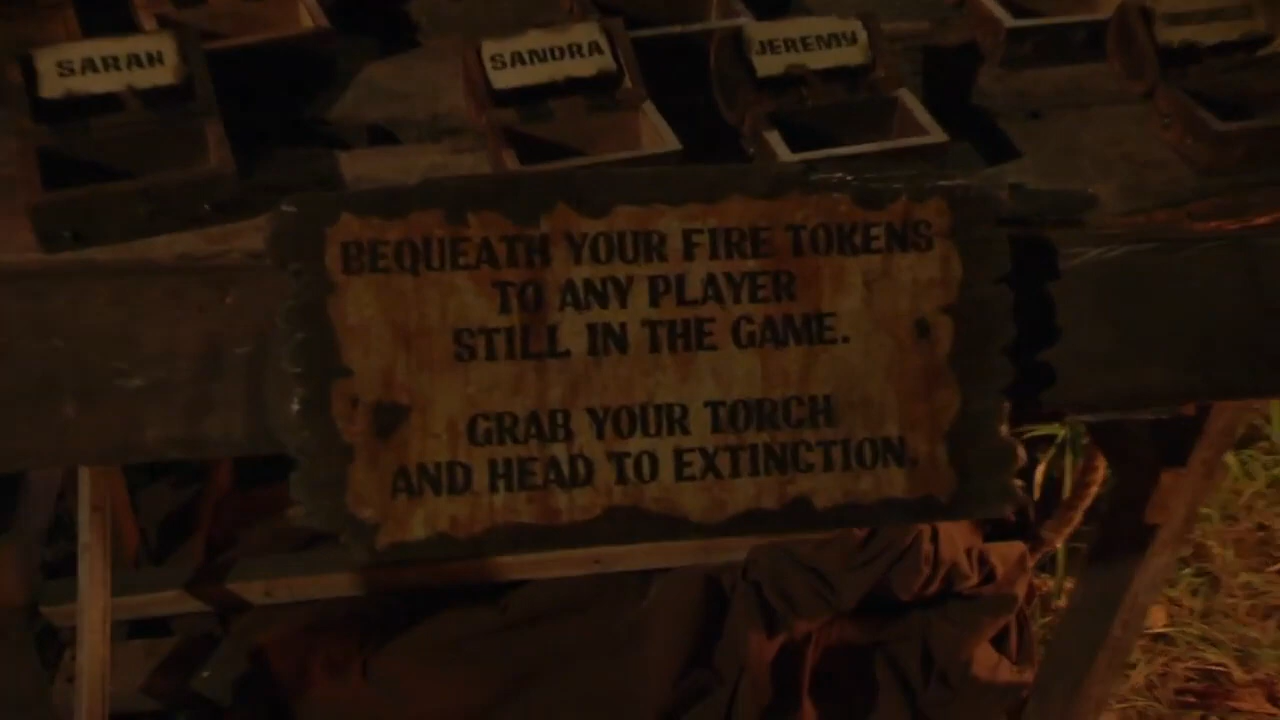 SARAH
SANDRA
JEREMY
BEQUEATH YOUR FIRE TOKENS
TO ANY PLAYER
STILL IN THE GAME.
GRAB YOUR TORCH
AND HEAD TO EXTINCTION.